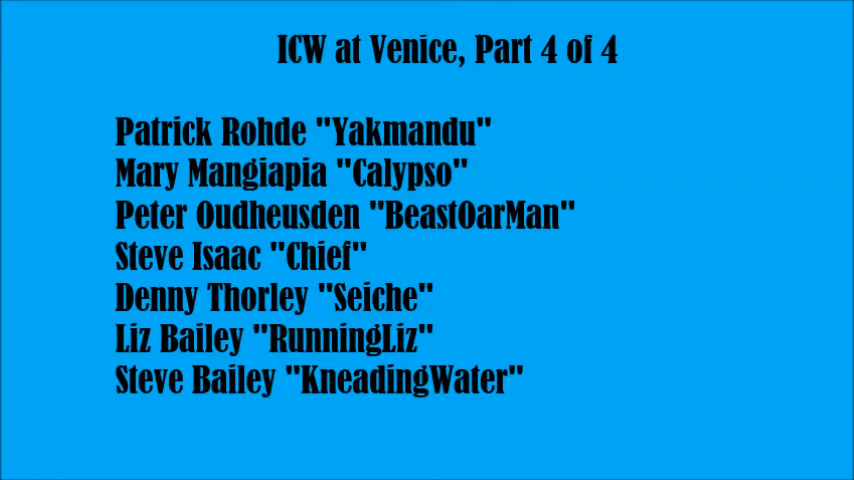 ICW at Venice, Part 4 of 4
Patrick Rohde "Yakmandu"
Mary Mangiapia "Calypso"
Peter Oudheusden "BeastOarMan"
Steve Isaac "Chief"
Denny Thorley "Seiche"
Liz Bailey "RunningLiz"
Steve Bailey "KneadingWater"